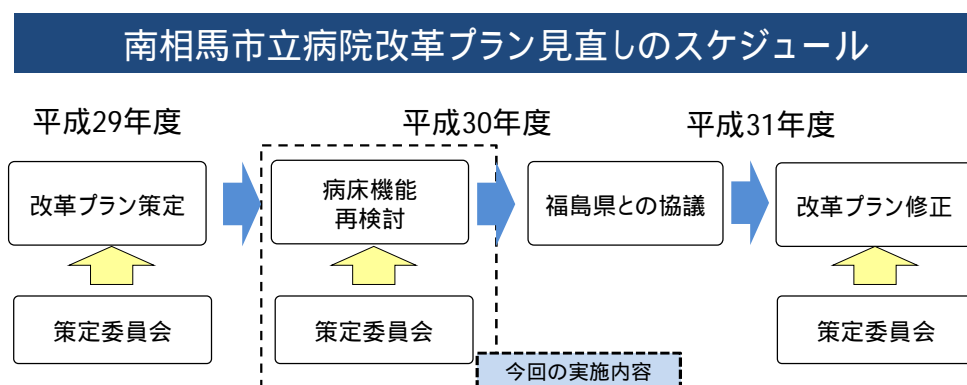 南相馬市立病院改革プラン見直しのスケジュール
平成29年度
平成30年度
平成31年度
改革プラン策定
病床機能
再検討
福島県との協議
改革プラン修正
策定委員会
策定委員会
策定委員会
今回の実施内容